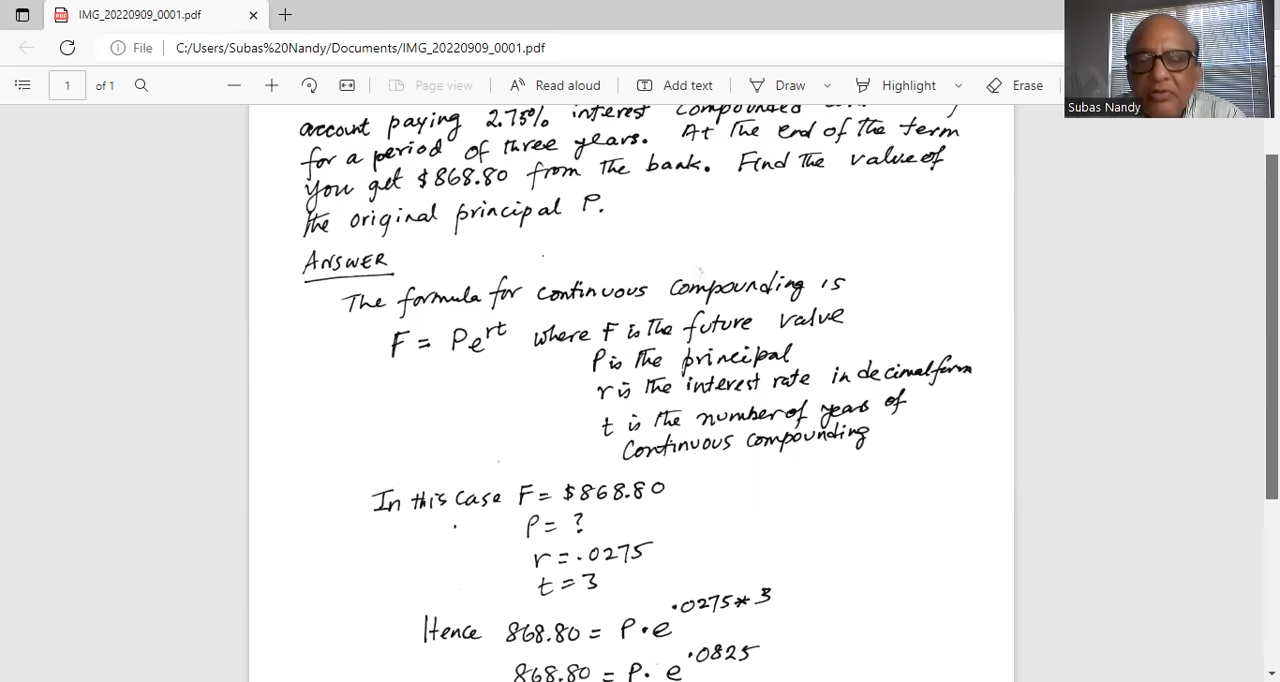 IMG_20220909_0001.pdf
File C:/Users/Subas%20Nandy/Documents/IMG_20220909_0001.pdf
1 of 1 Page view Read aloud Add text Draw Highlight Erase
Subas Nandy
account paying 2.75% interest compounded
for a period of three years. At the end of the term
you get $868.80 from the bank. Find the value of
the original principal P.
ANSWER
The formula for continuous compounding is
F = Pe^rt where F is the future value
P is the principal
r is the interest rate in decimal form
t is the number of years of
continuous compounding
In this case F = $868.80
P = ?
r = .0275
t = 3
Hence 868.80 = P. e^.0275*3
868.80 = P. e^.0825